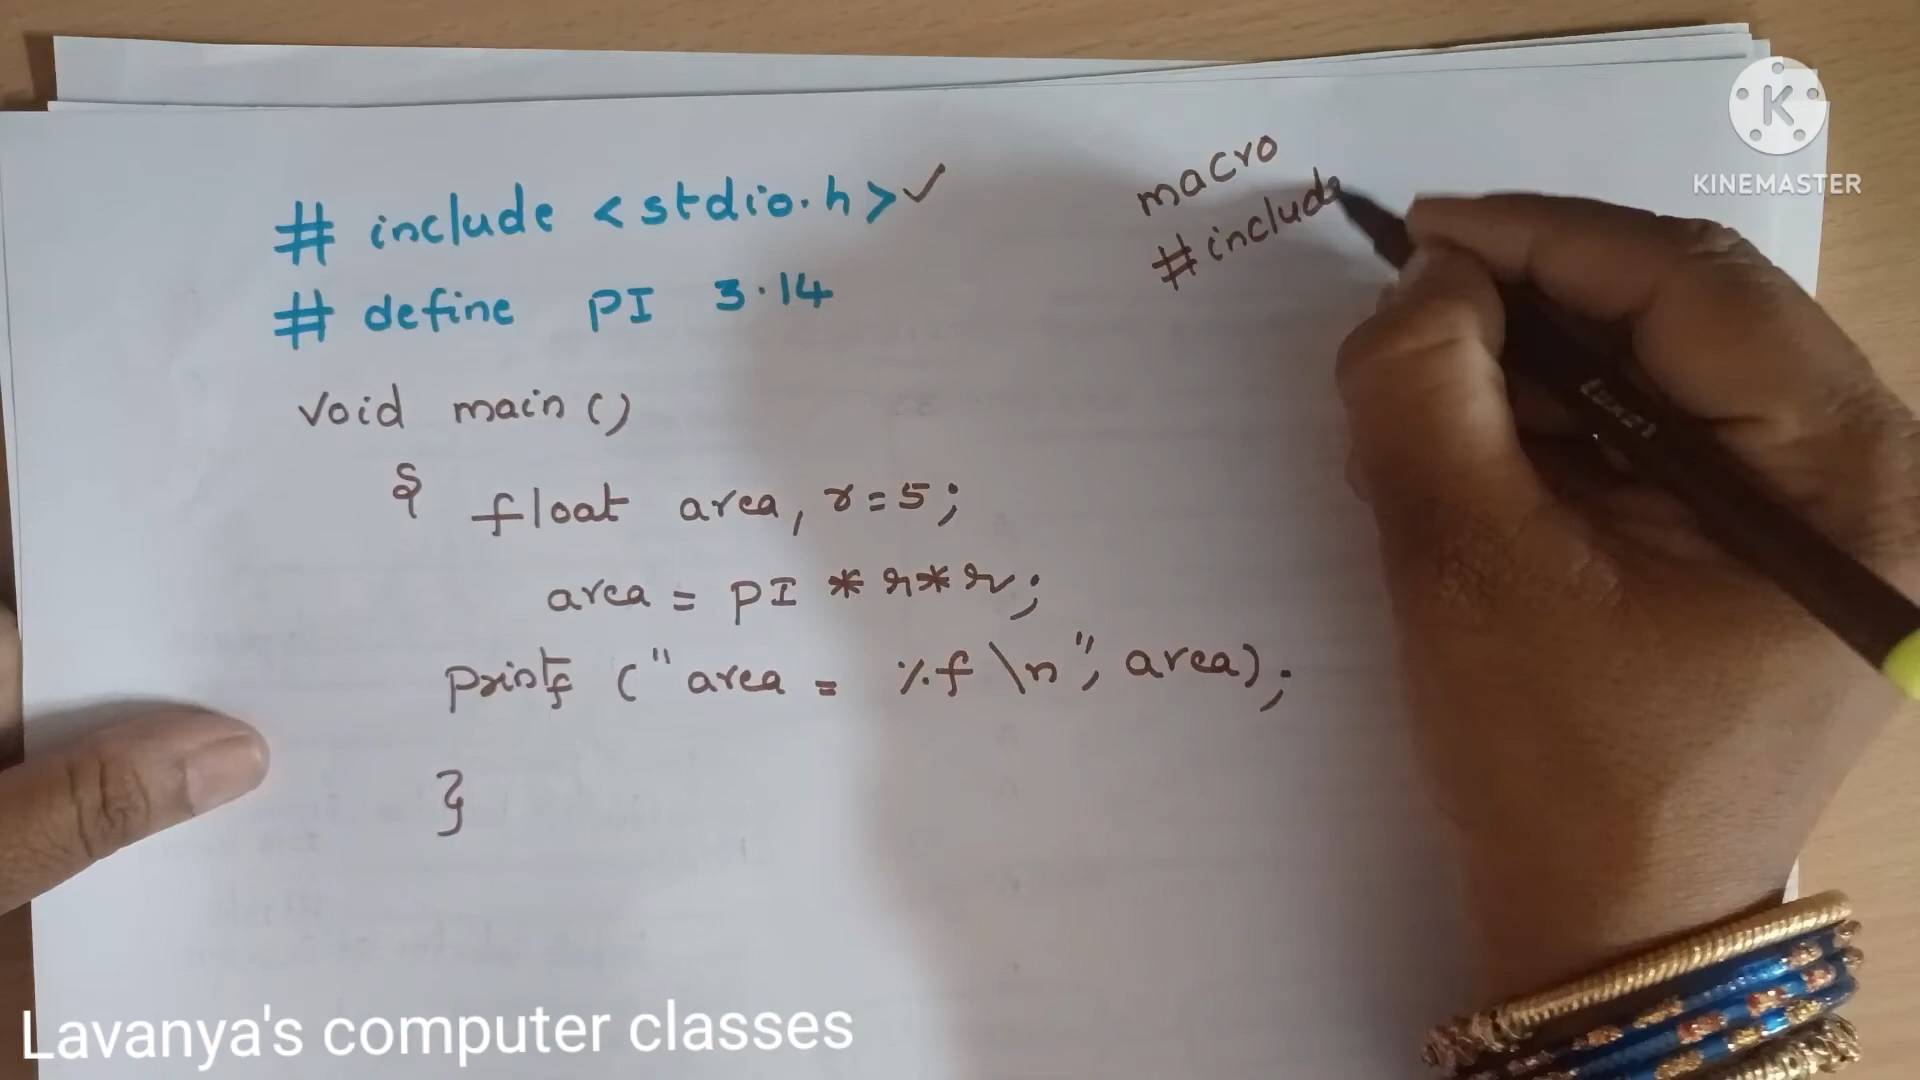 # include <stdio.h> ✓
# define PI 3.14
void main()
{ float area, r=5;
area = PI * r*r;
printf ("area = %f \n", area);
}
macro
#include
K
KINEMASTER
LUXZI
Lavanya's computer classes